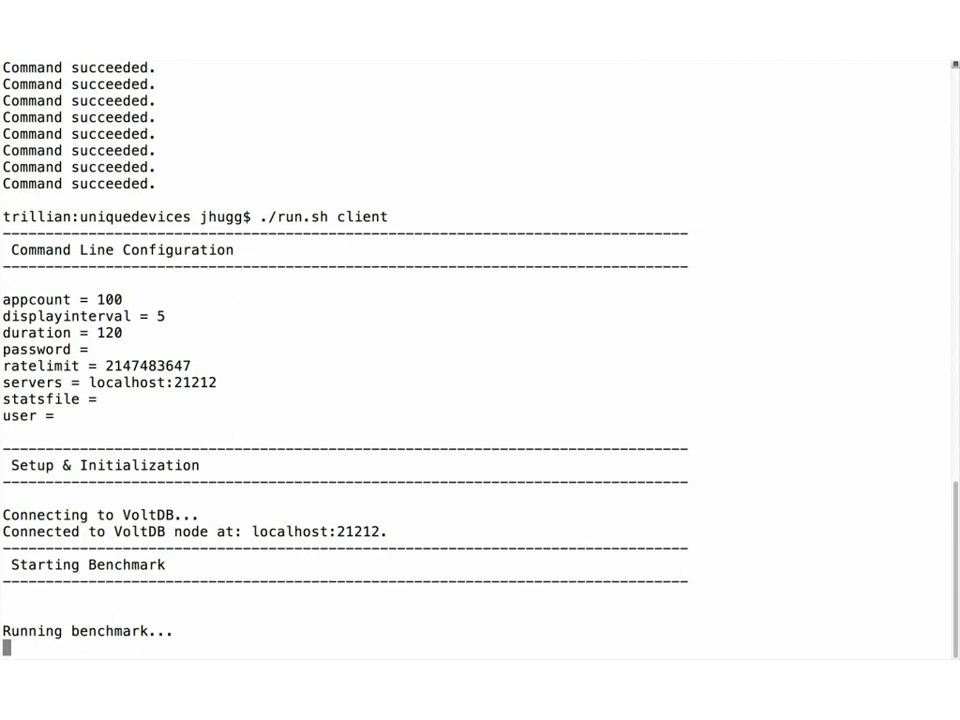 Command succeeded.
Command succeeded.
Command succeeded.
Command succeeded.
Command succeeded.
Command succeeded.
Command succeeded.
Command succeeded.
trillian:uniquedevices jhugg$ ./run.sh client
--------------------------------------------------------------------------------
Command Line Configuration
--------------------------------------------------------------------------------
appcount = 100
displayinterval = 5
duration = 120
password =
ratelimit = 2147483647
servers = localhost:21212
statsfile =
user =
--------------------------------------------------------------------------------
Setup & Initialization
--------------------------------------------------------------------------------
Connecting to VoltDB...
Connected to VoltDB node at: localhost:21212.
--------------------------------------------------------------------------------
Starting Benchmark
--------------------------------------------------------------------------------
Running benchmark...